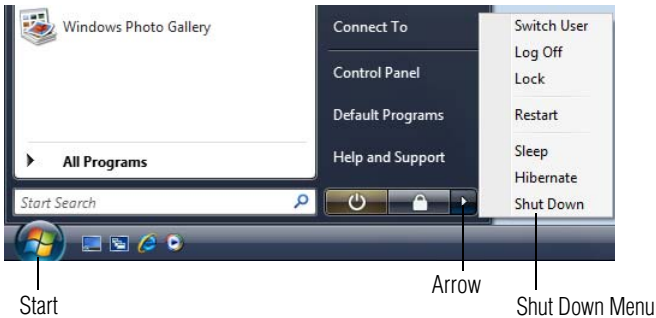 Windows Photo Gallery
All Programs
Start Search
Connect To
Control Panel
Default Programs
Help and Support
Switch User
Log Off
Lock
Restart
Sleep
Hibernate
Shut Down
Start
Arrow
Shut Down Menu